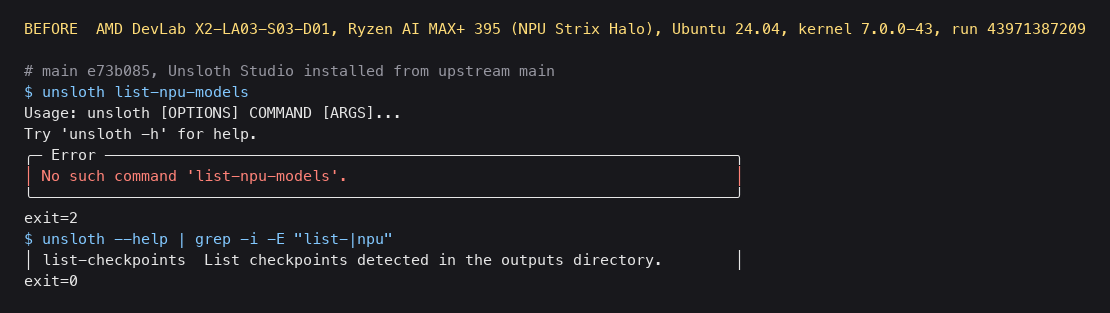 BEFORE  AMD DevLab X2-LA03-S03-D01, Ryzen AI MAX+ 395 (NPU Strix Halo), Ubuntu 24.04, kernel 7.0.0-43, run 43971387209
# main e73b085, Unsloth Studio installed from upstream main
$ unsloth list-npu-models
Usage: unsloth [OPTIONS] COMMAND [ARGS]...
Try 'unsloth -h' for help.
Error
No such command 'list-npu-models'.
exit=2
$ unsloth --help | grep -i -E "list-|npu"
│ list-checkpoints  List checkpoints detected in the outputs directory. │
exit=0